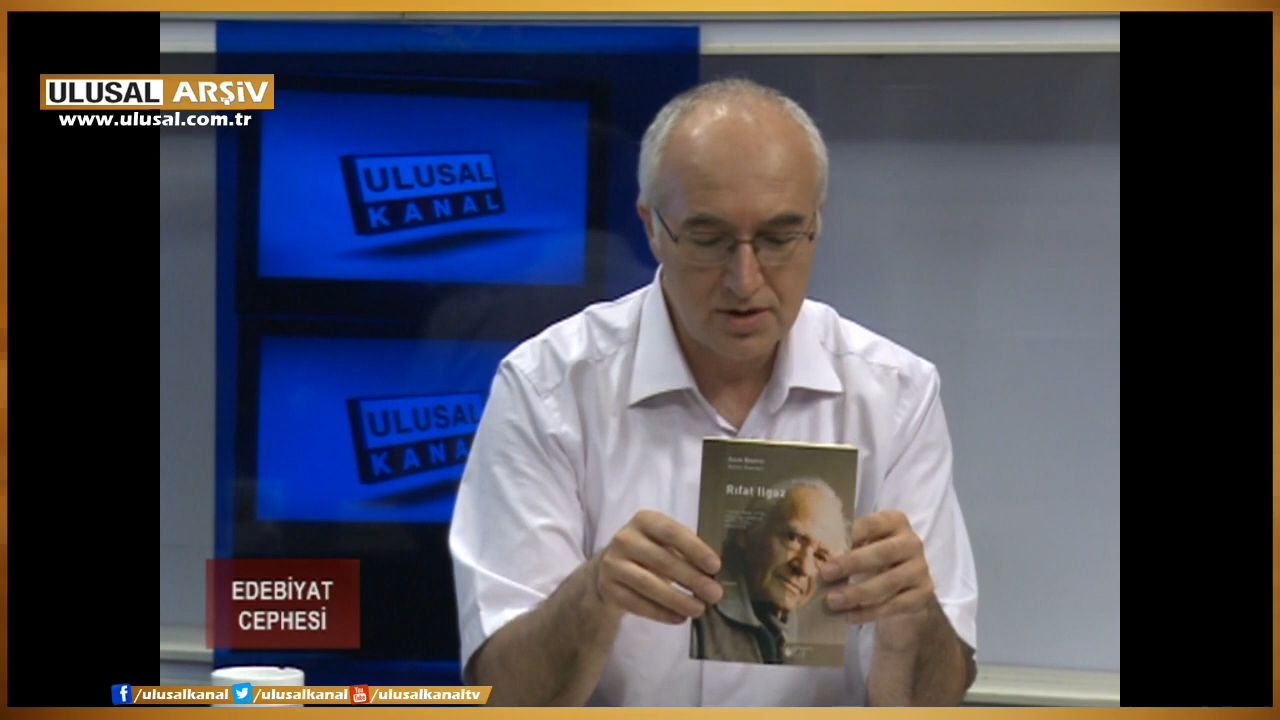 ULUSAL ARŞİV
www.ulusal.com.tr
ULUSAL
KANAL
ULUSAL
KANAL
Rıfat Ilgaz
EDEBİYAT
CEPHESİ
/ulusalkanal /ulusalkanal /ulusalkanaltv